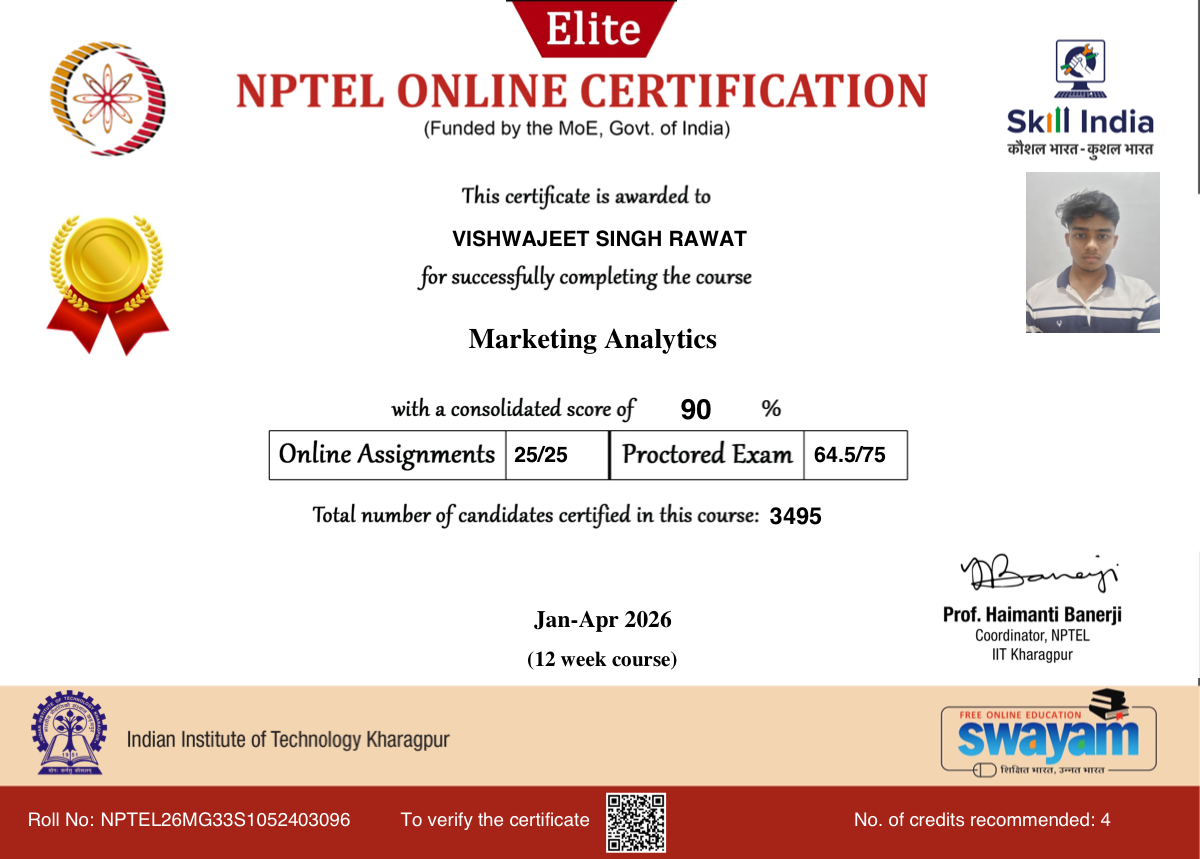 Elite
NPTEL ONLINE CERTIFICATION
(Funded by the MoE, Govt. of India)
Skill India
कौशल भारत - कुशल भारत
This certificate is awarded to
VISHWAJEET SINGH RAWAT
for successfully completing the course
Marketing Analytics
with a consolidated score of 90 %
Online Assignments 25/25 Proctored Exam 64.5/75
Total number of candidates certified in this course: 3495
Jan-Apr 2026
(12 week course)
Prof. Haimanti Banerji
Coordinator, NPTEL
IIT Kharagpur
Indian Institute of Technology Kharagpur
FREE ONLINE EDUCATION
swayam
शिक्षित भारत, उन्नत भारत
Roll No: NPTEL26MG33S1052403096 To verify the certificate No. of credits recommended: 4